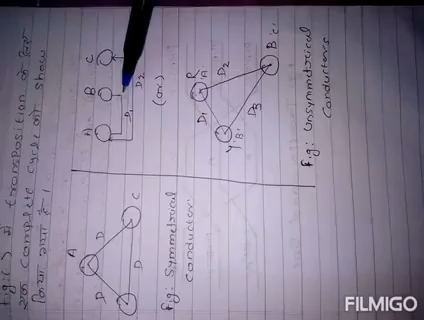 Fig.( ) में transposition के लिए
एक complete cycle को show
किया गया है।
A
D
D
D
C
Fig: Symmetrical
conductor
A
B
C
D1
D2
(or)
R
'A'
D2
B'c'
D1
D3
Y'B'
Fig: Unsymmetrical
conductors
FILMIGO